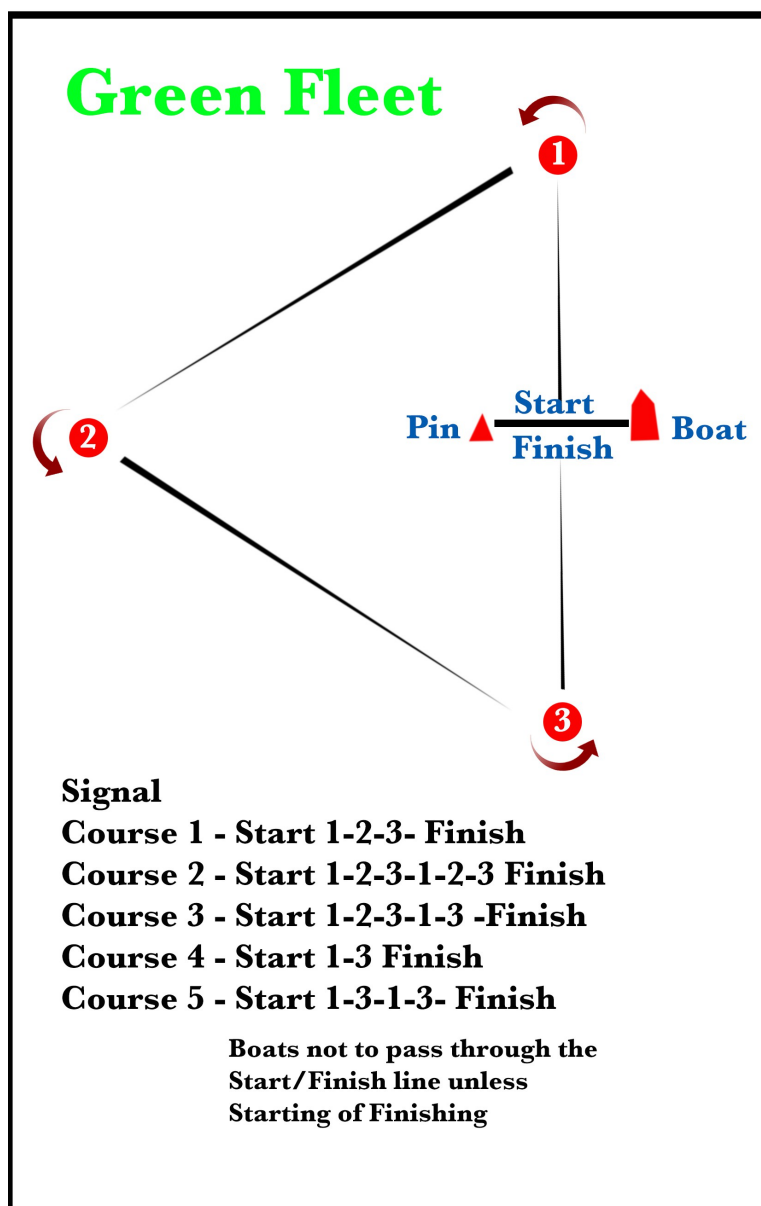 Green Fleet
1
Start
Pin
Boat
Finish
2
3
Signal
Course 1 - Start 1-2-3- Finish
Course 2 - Start 1-2-3-1-2-3 Finish
Course 3 - Start 1-2-3-1-3 -Finish
Course 4 - Start 1-3 Finish
Course 5 - Start 1-3-1-3- Finish
Boats not to pass through the
Start/Finish line unless
Starting of Finishing